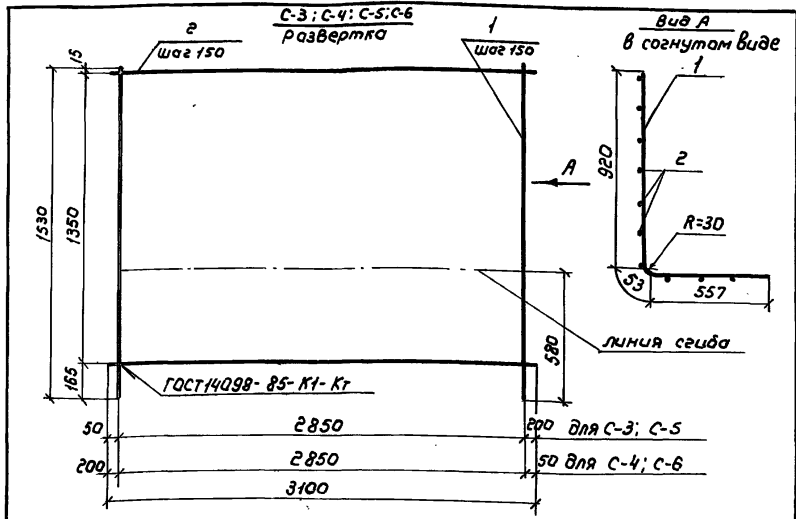 С-3; С-4; С-5; С-6
развертка
2
шаг 150
1
шаг 150
Вид А
в согнутом виде
1
2
R=30
920
53
557
А
15
1530
1350
165
580
линия сгиба
ГОСТ 14098-85-К1-Кт
50
2850
200 для С-3; С-5
200
2850
50 для С-4; С-6
3100